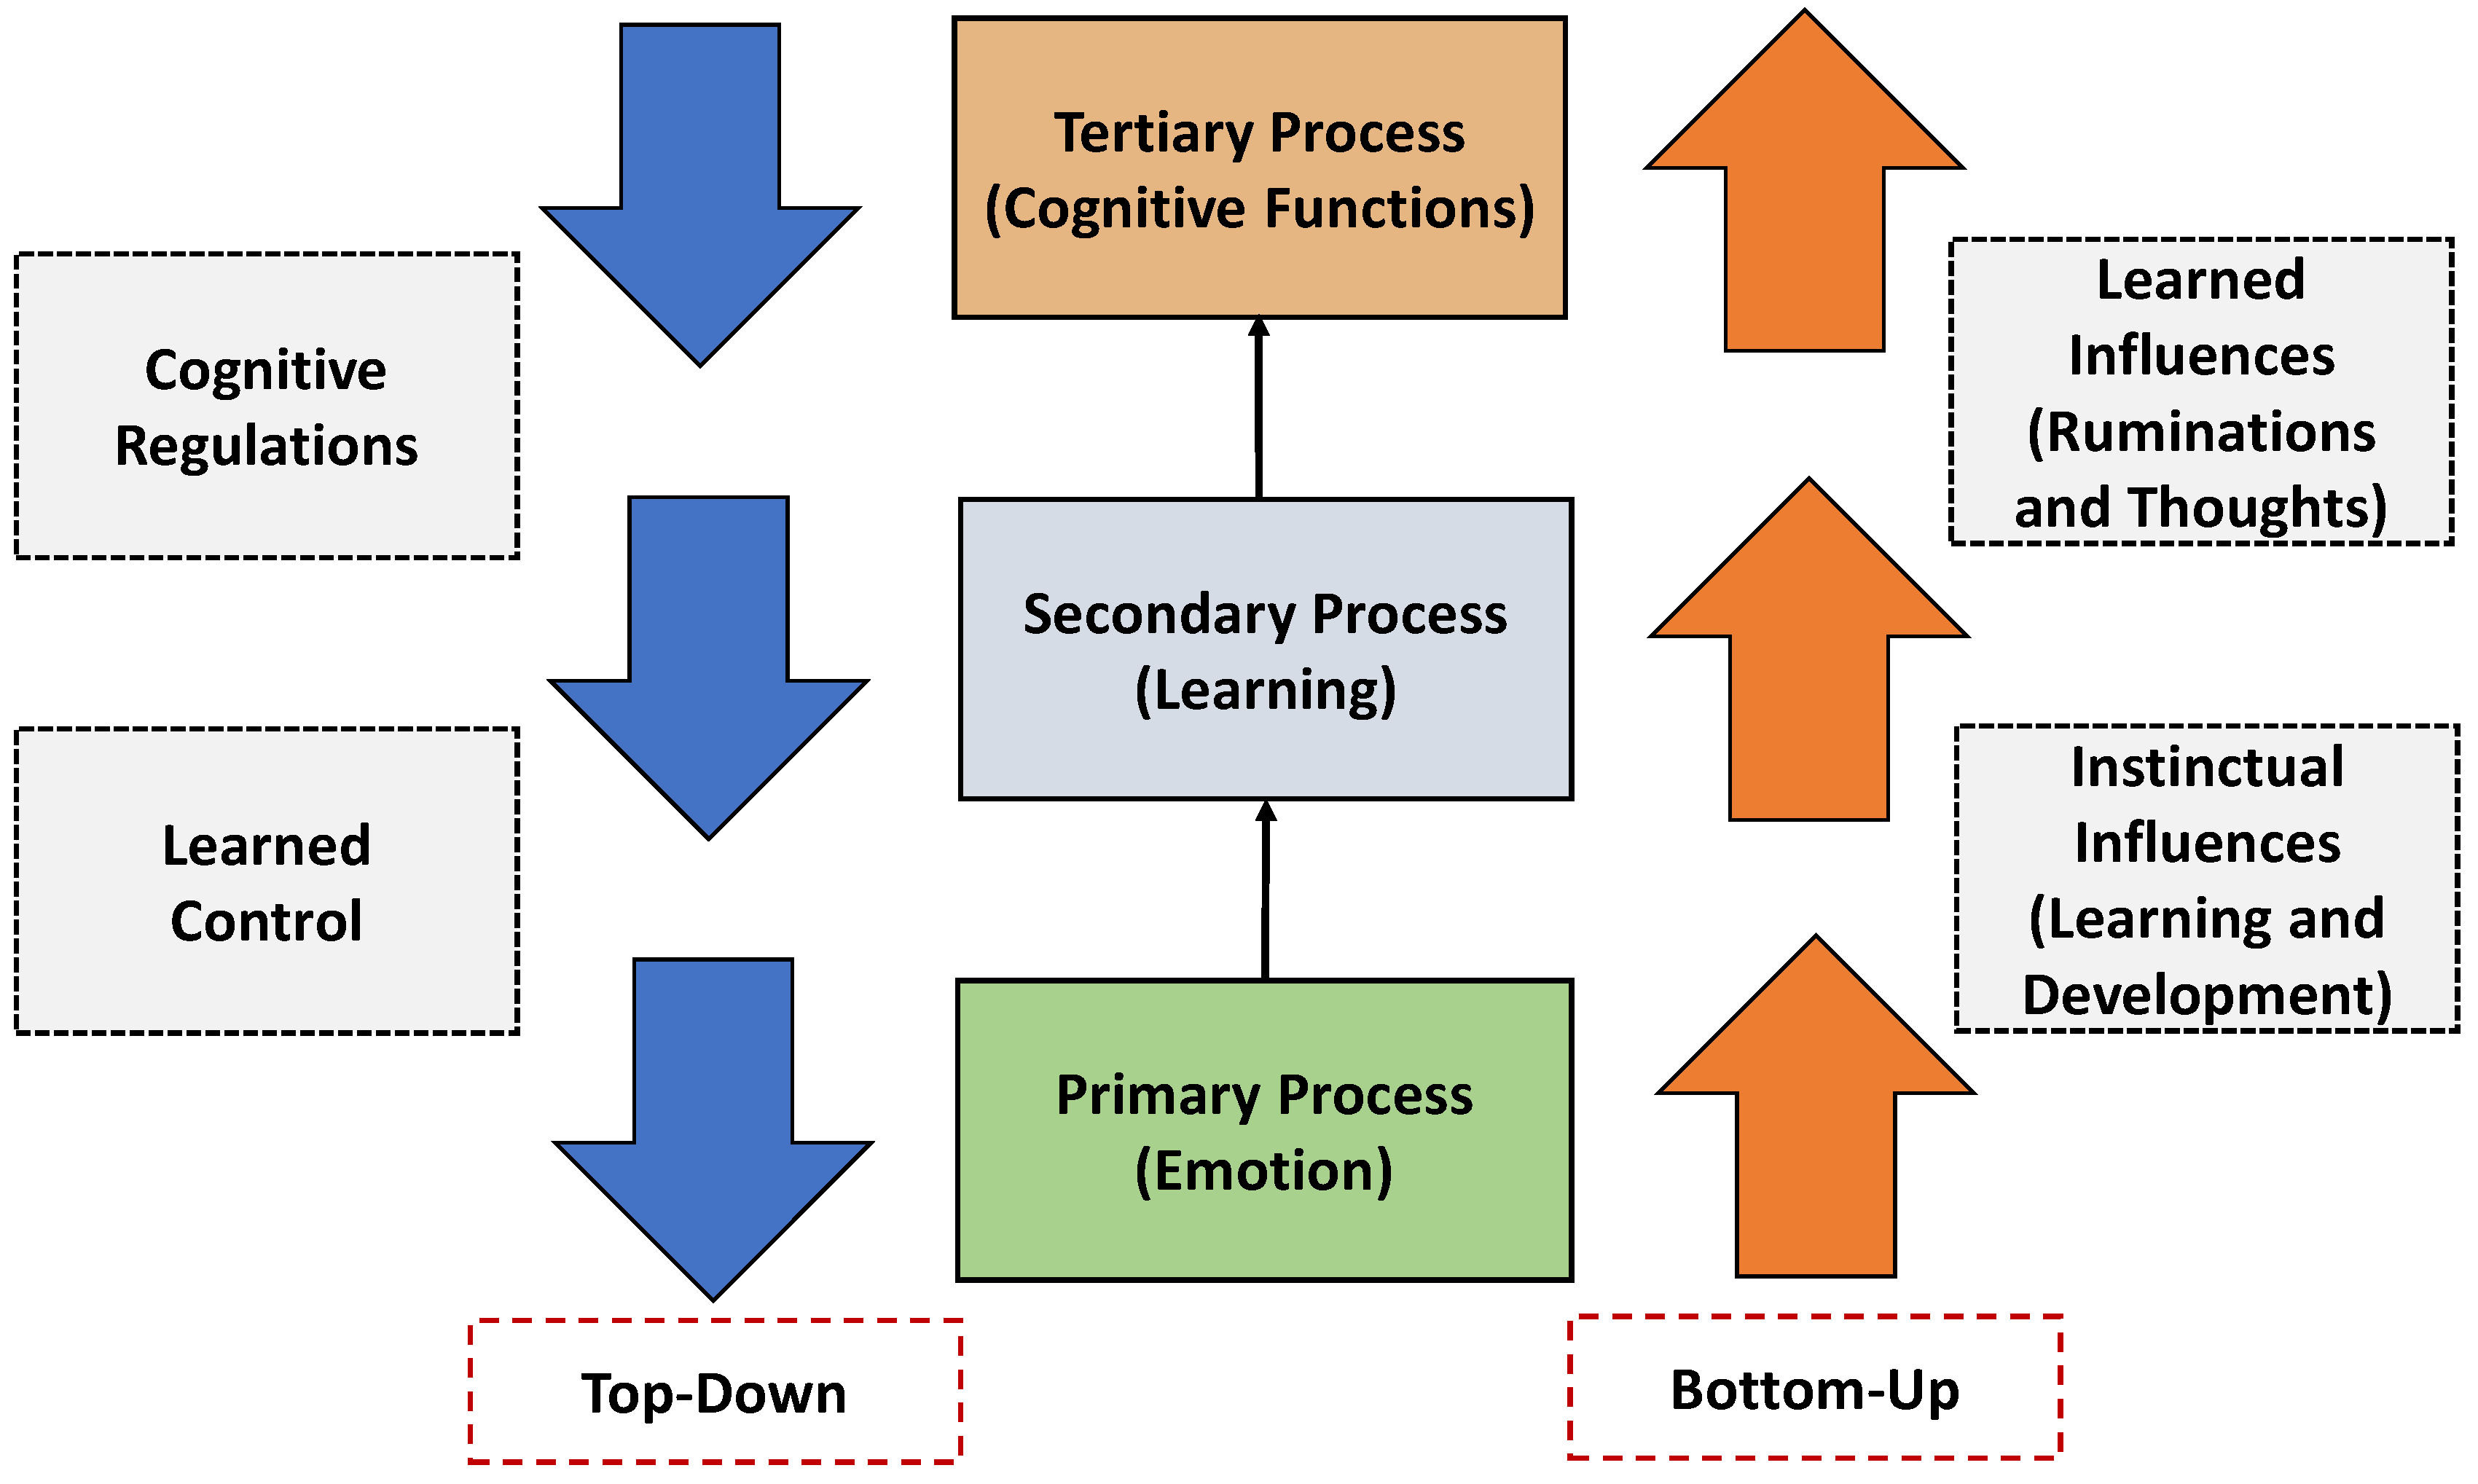 Tertiary Process
(Cognitive Functions)
Cognitive
Regulations
Learned
Influences
(Ruminations
and Thoughts)
Secondary Process
(Learning)
Learned
Control
Instinctual
Influences
(Learning and
Development)
Primary Process
(Emotion)
Top-Down
Bottom-Up